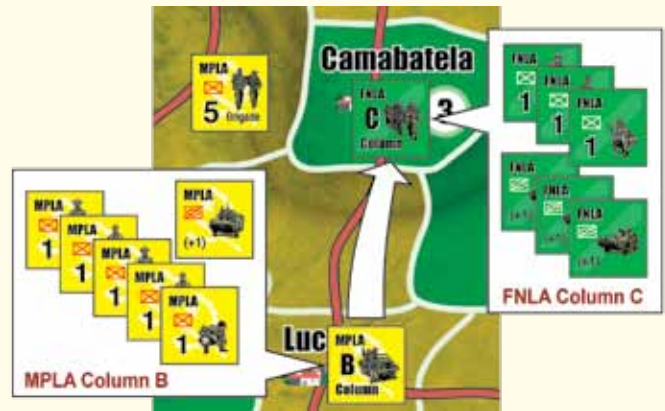 MPLA
5 Brigade
Camabatela
FNLA
C
Column
3
FNLA
1
FNLA
1
FNLA
1
FNLA
(+1)
FNLA
FNLA
(+1)
FNLA Column C
MPLA
1
MPLA
1
MPLA
1
MPLA
1
MPLA
1
MPLA
(+1)
MPLA Column B
Luc
MPLA
B
Column